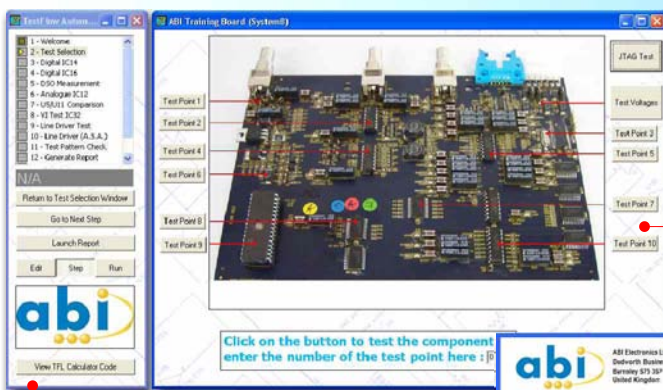 TestFlow Autom...
1 - Welcome
2 - Test Selection
3 - Digital IC14
4 - Digital IC16
5 - DSO Measurement
6 - Analogue IC12
7 - U5/U11 Comparison
8 - VI Test IC32
9 - Line Driver Test
10 - Line Driver (A.S.A.)
11 - Test Pattern Check.
12 - Generate Report
N/A
Return to Test Selection Window
Go to Next Step
Launch Report
Edit
Step
Run
abi
View TFL Calculator Code
ABI Training Board (System8)
Test Point 1
Test Point 2
Test Point 4
Test Point 6
Test Point 8
Test Point 9
JTAG Test
Test Voltages
Test Point 3
Test Point 5
Test Point 7
Test Point 10
Click on the button to test the component
enter the number of the test point here : 0
abi
ABI Electronics L
Dodworth Busine
Barnsley S75 3SP
United Kingdom